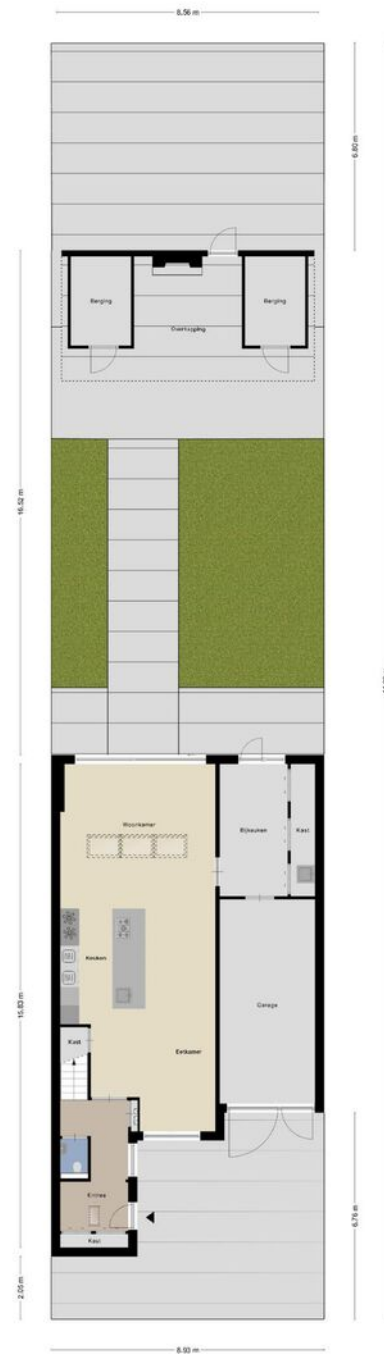 8.56 m
6.80 m
Berging
Berging
Overkapping
16.52 m
Woonkamer
Bijkeuken
Kast
Keuken
Garage
15.83 m
Kast
Eetkamer
Entree
Kast
6.76 m
2.05 m
8.93 m